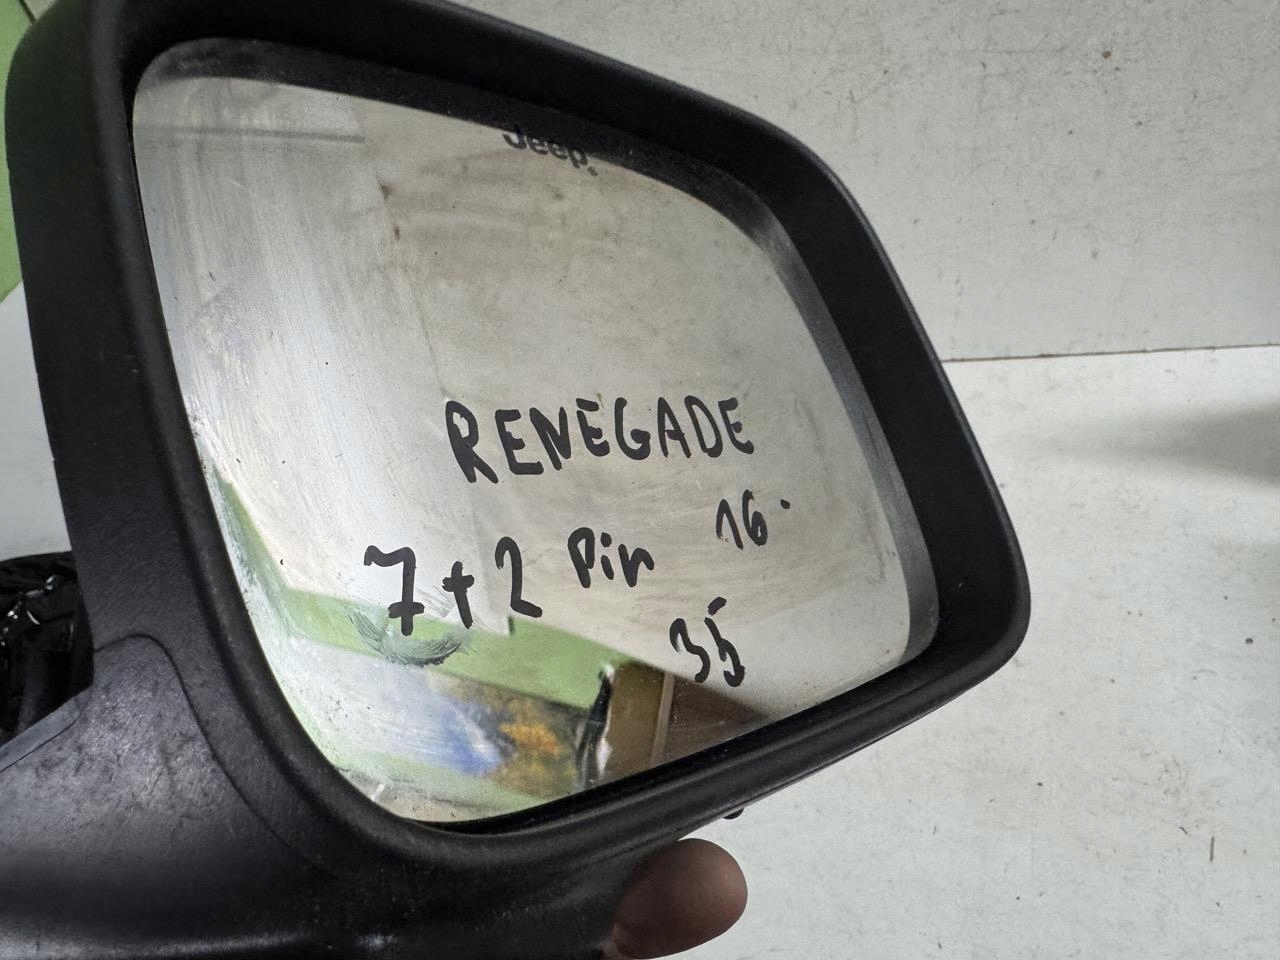 Jeep®
RENEGADE
7+2 Pin 16.
35